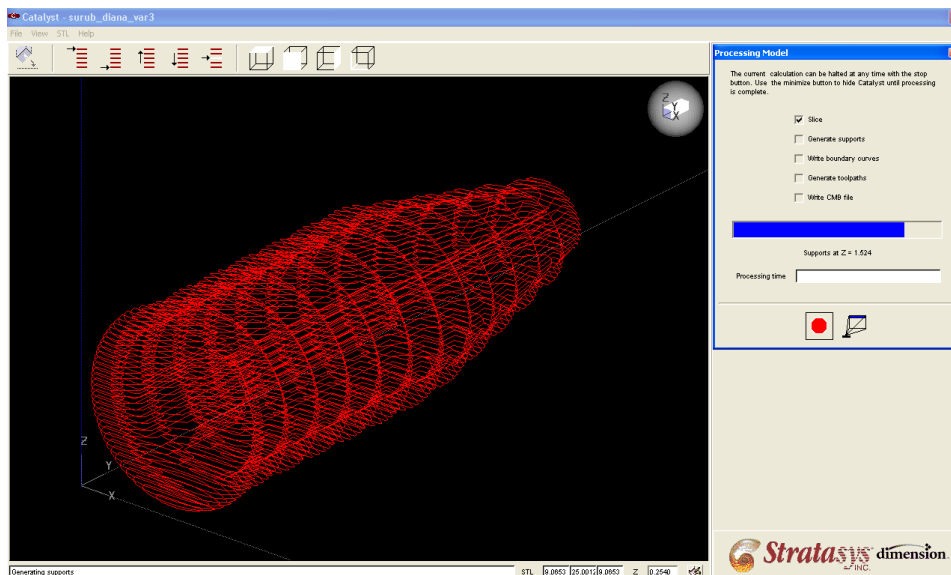 Catalyst - surub_diana_var3
File View STL Help
Processing Model
The current calculation can be halted at any time with the stop
button. Use the minimize button to hide Catalyst until processing
is complete.
Slice
Generate supports
Write boundary curves
Generate toolpaths
Write CMB file
Supports at Z = 1.524
Processing time
Z
Y
X
Z
Y
X
Stratasys INC. dimension
Generating supports STL 9.0653 25.0012 9.0653 Z 0.2540